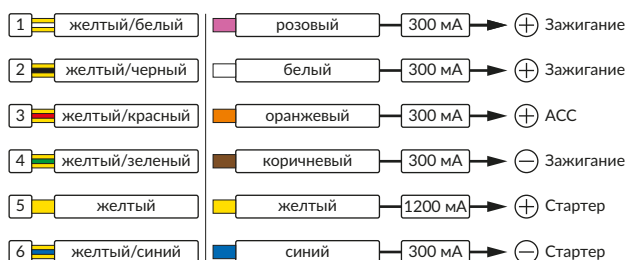 1 желтый/белый розовый 300 мА + Зажигание
2 желтый/черный белый 300 мА + Зажигание
3 желтый/красный оранжевый 300 мА + АСС
4 желтый/зеленый коричневый 300 мА − Зажигание
5 желтый желтый 1200 мА + Стартер
6 желтый/синий синий 300 мА − Стартер